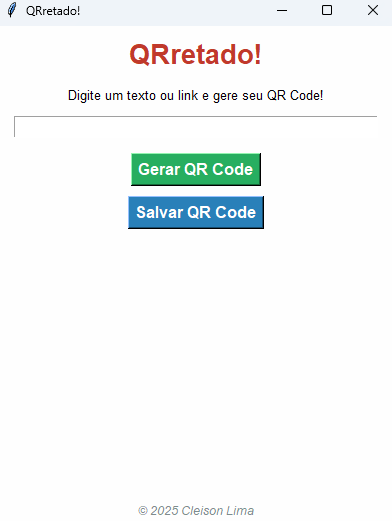 QRretado!
QRretado!
Digite um texto ou link e gere seu QR Code!
Gerar QR Code
Salvar QR Code
© 2025 Cleison Lima